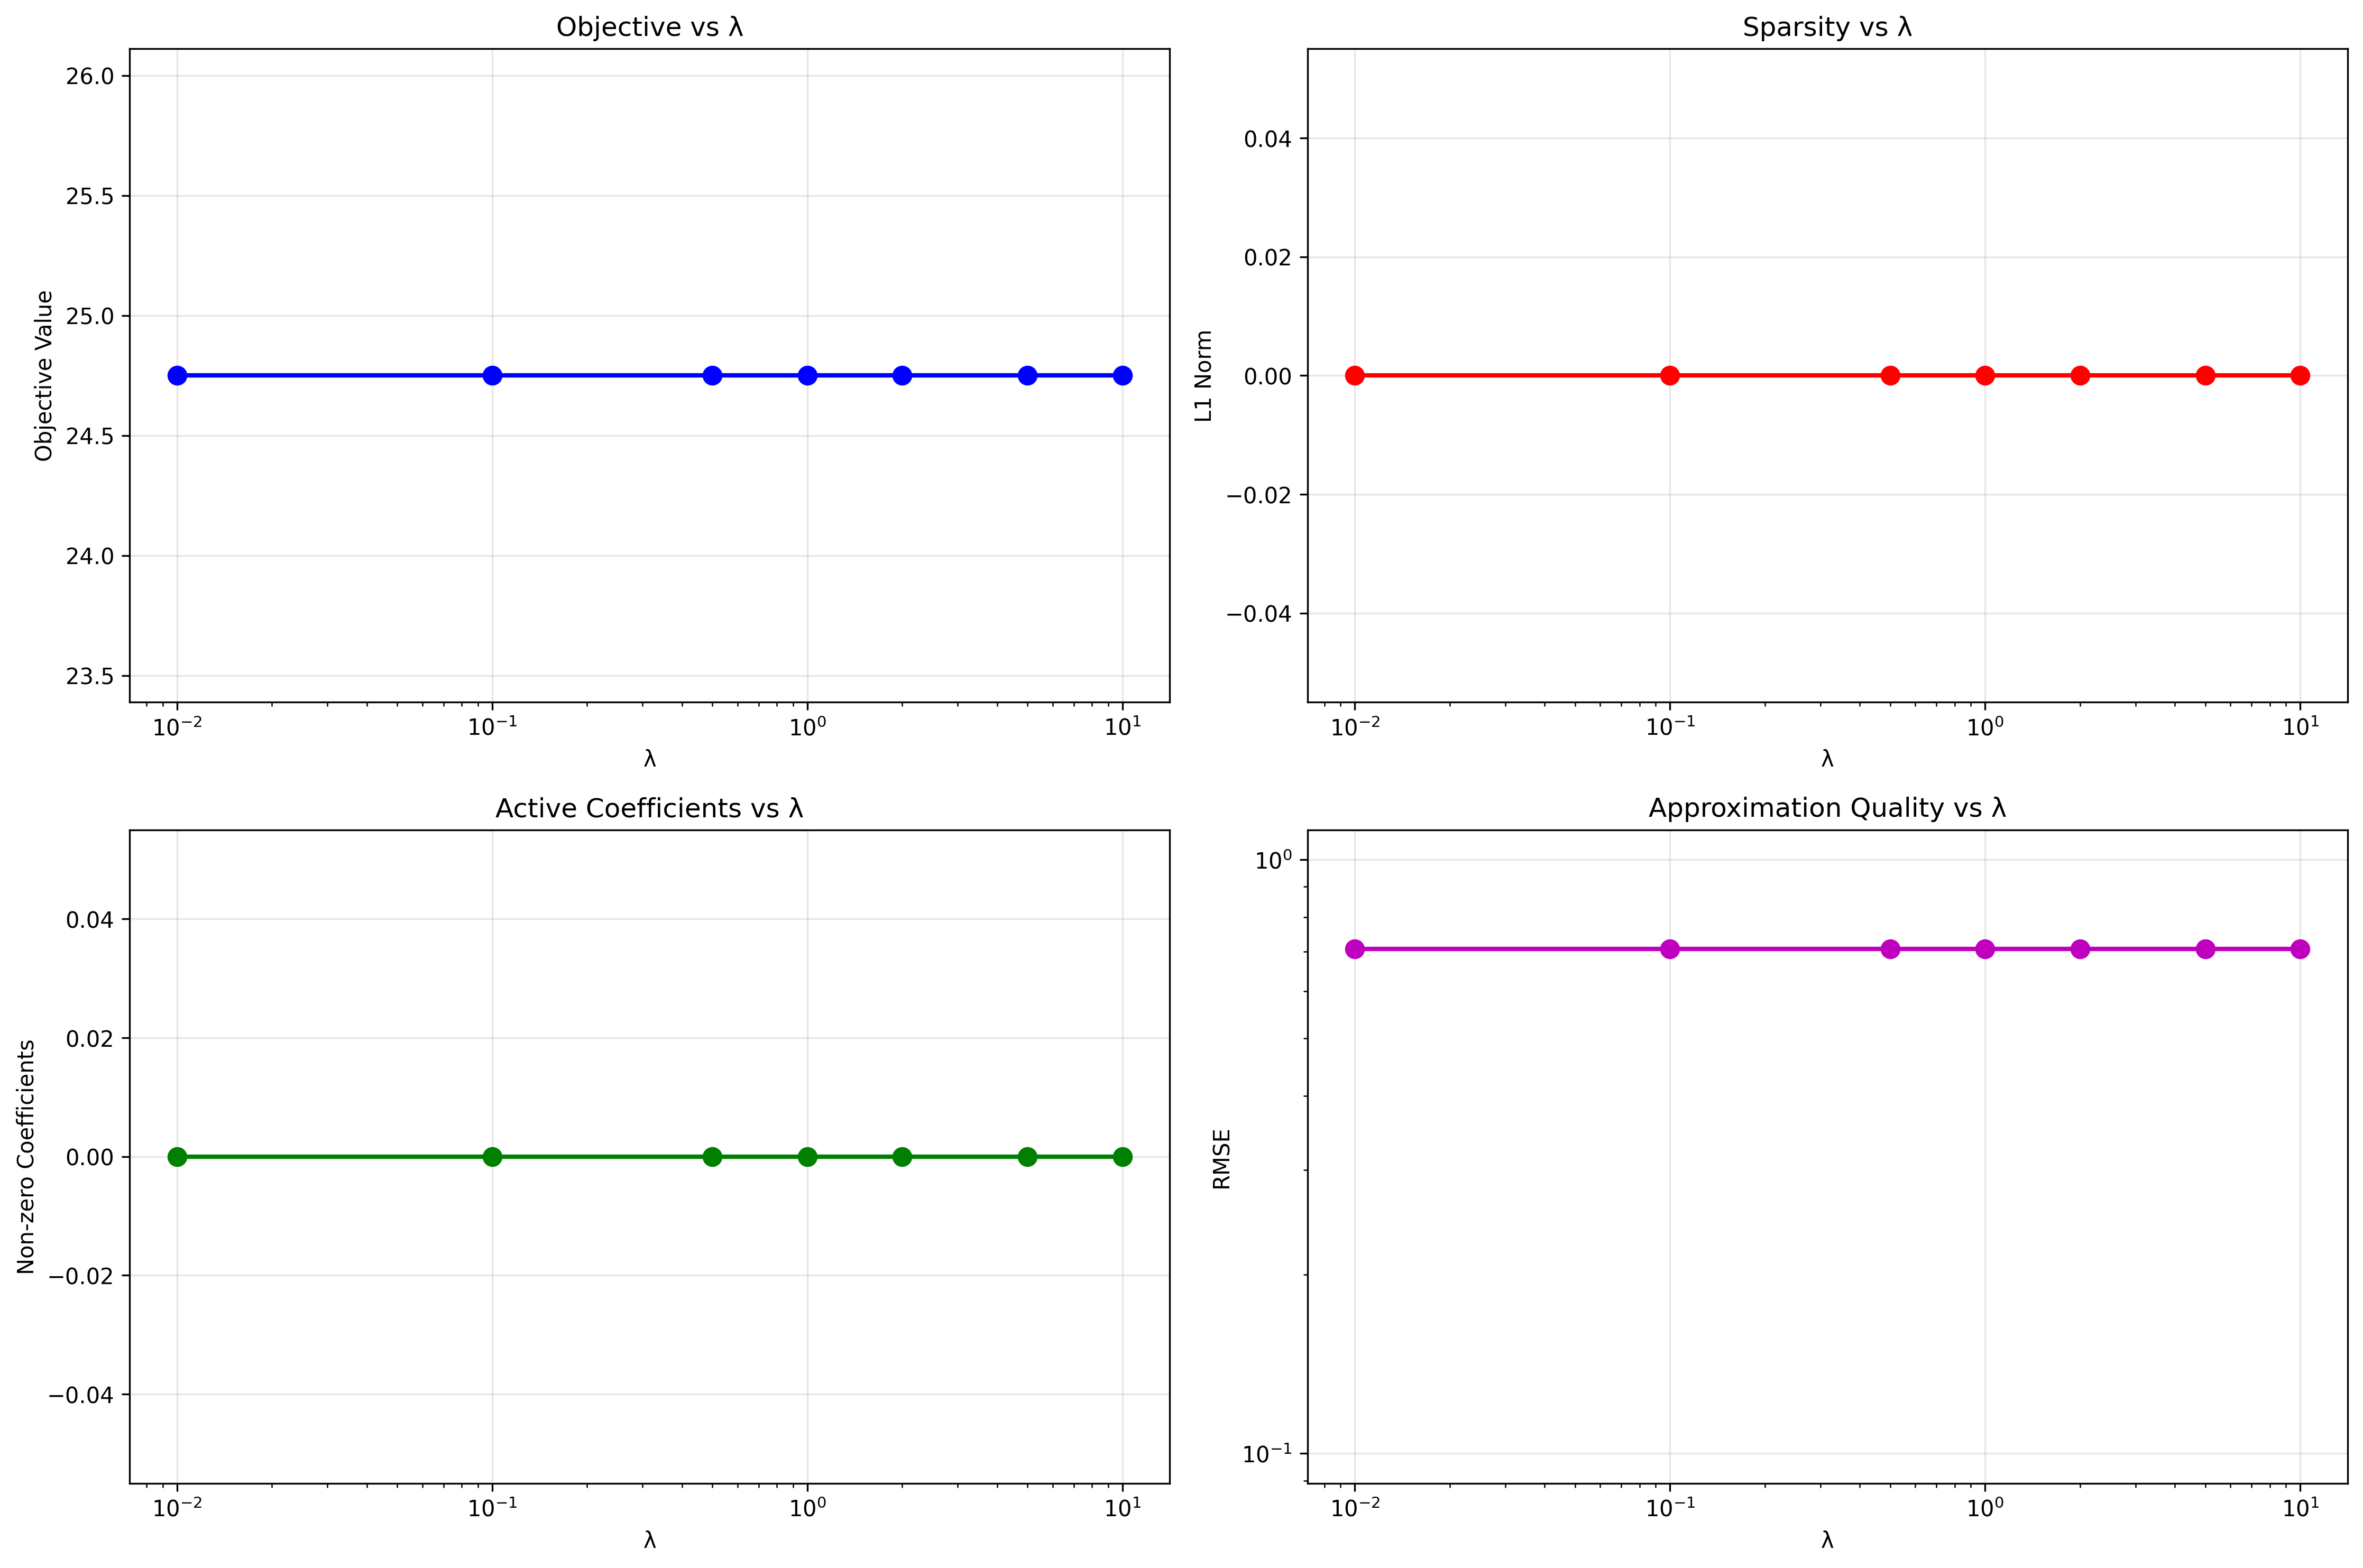 Objective vs λ
Objective Value
26.0
25.5
25.0
24.5
24.0
23.5
10⁻²
10⁻¹
10⁰
10¹
λ
Sparsity vs λ
L1 Norm
0.04
0.02
0.00
−0.02
−0.04
10⁻²
10⁻¹
10⁰
10¹
λ
Active Coefficients vs λ
Non-zero Coefficients
0.04
0.02
0.00
−0.02
−0.04
10⁻²
10⁻¹
10⁰
10¹
λ
Approximation Quality vs λ
RMSE
10⁰
10⁻¹
10⁻²
10⁻¹
10⁰
10¹
λ